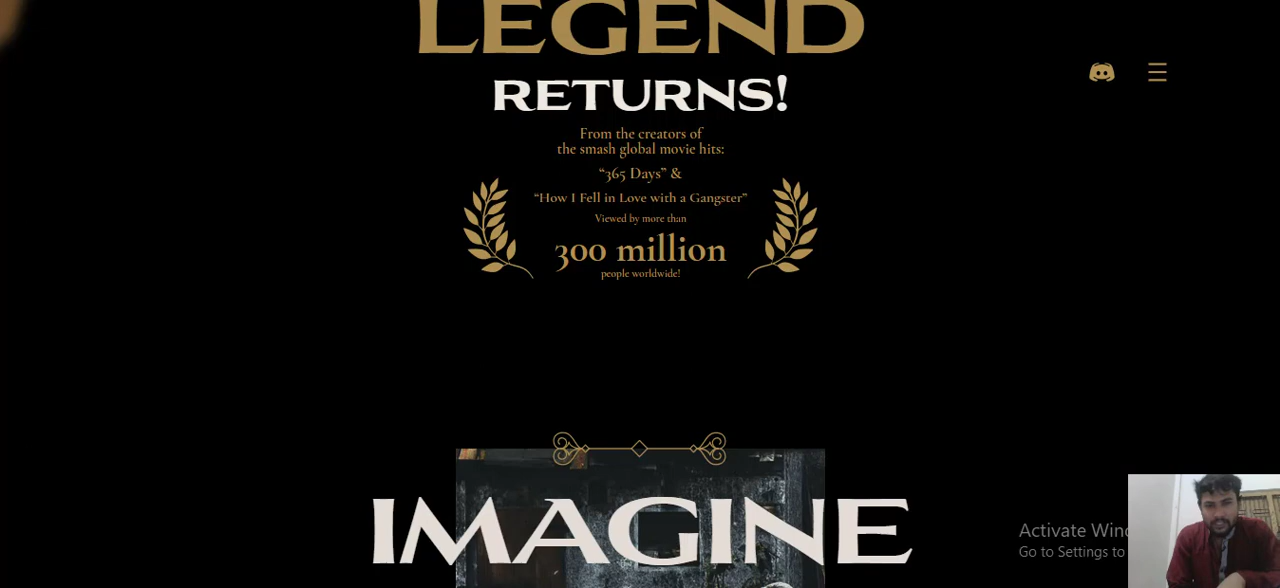 LEGEND
RETURNS!
From the creators of
the smash global movie hits:
“365 Days” &
“How I Fell in Love with a Gangster”
Viewed by more than
300 million
people worldwide!
IMAGINE
Activate Win
Go to Settings to